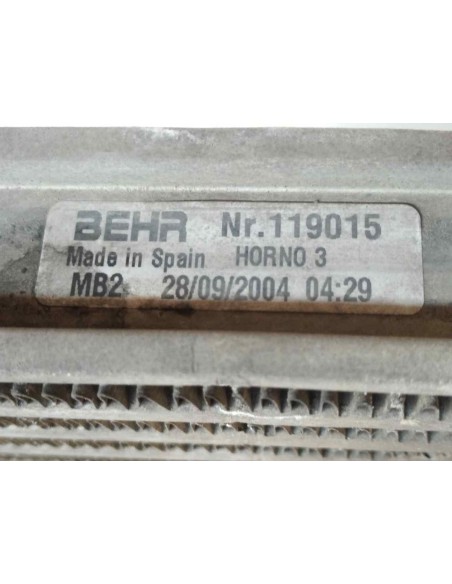 BEHR Nr.119015
Made in Spain HORNO 3
MB2 28/09/2004 04:29